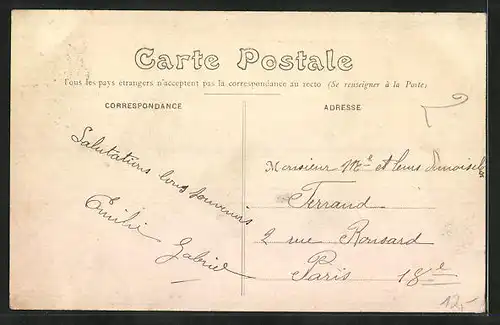 Carte Postale
Tous les pays étrangers n'acceptent pas la correspondance au recto (Se renseigner à la Poste)
CORRESPONDANCE
ADRESSE
Salutations bons souvenirs
Emilie
Gabriel
Monsieur Mme et leurs demoiselles
Ferrand
2 rue Ronsard
Paris 18e
12,-